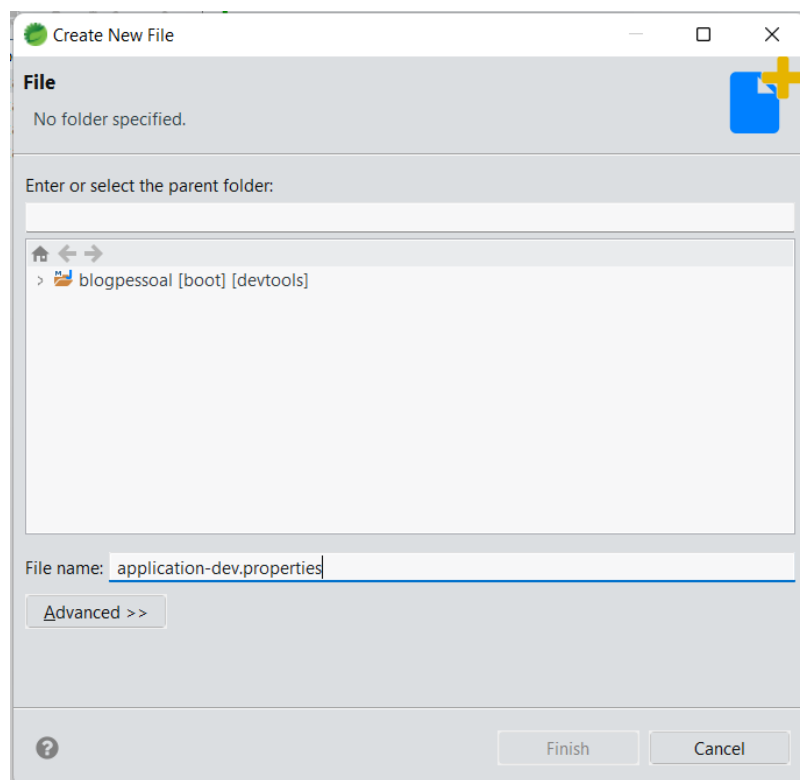 Create New File
File
No folder specified.
Enter or select the parent folder:
blogpessoal [boot] [devtools]
File name: application-dev.properties
Advanced >>
Finish Cancel